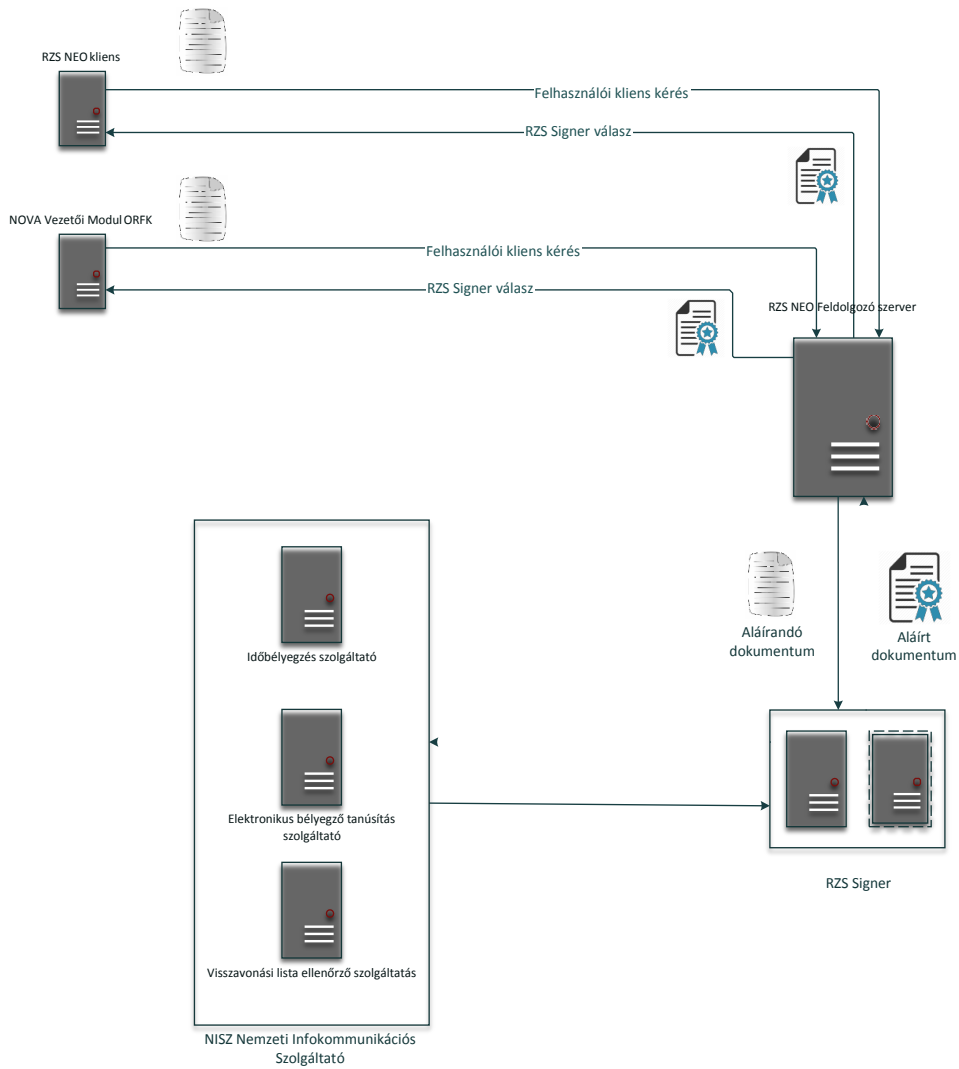 RZS NEO kliens
Felhasználói kliens kérés
RZS Signer válasz
NOVA Vezetői Modul ORFK
Felhasználói kliens kérés
RZS Signer válasz
RZS NEO Feldolgozó szerver
Aláírandó
dokumentum
Aláírt
dokumentum
Időbélyegzés szolgáltató
Elektronikus bélyegző tanúsítás
szolgáltató
Visszavonási lista ellenőrző szolgáltatás
RZS Signer
NISZ Nemzeti Infokommunikációs
Szolgáltató